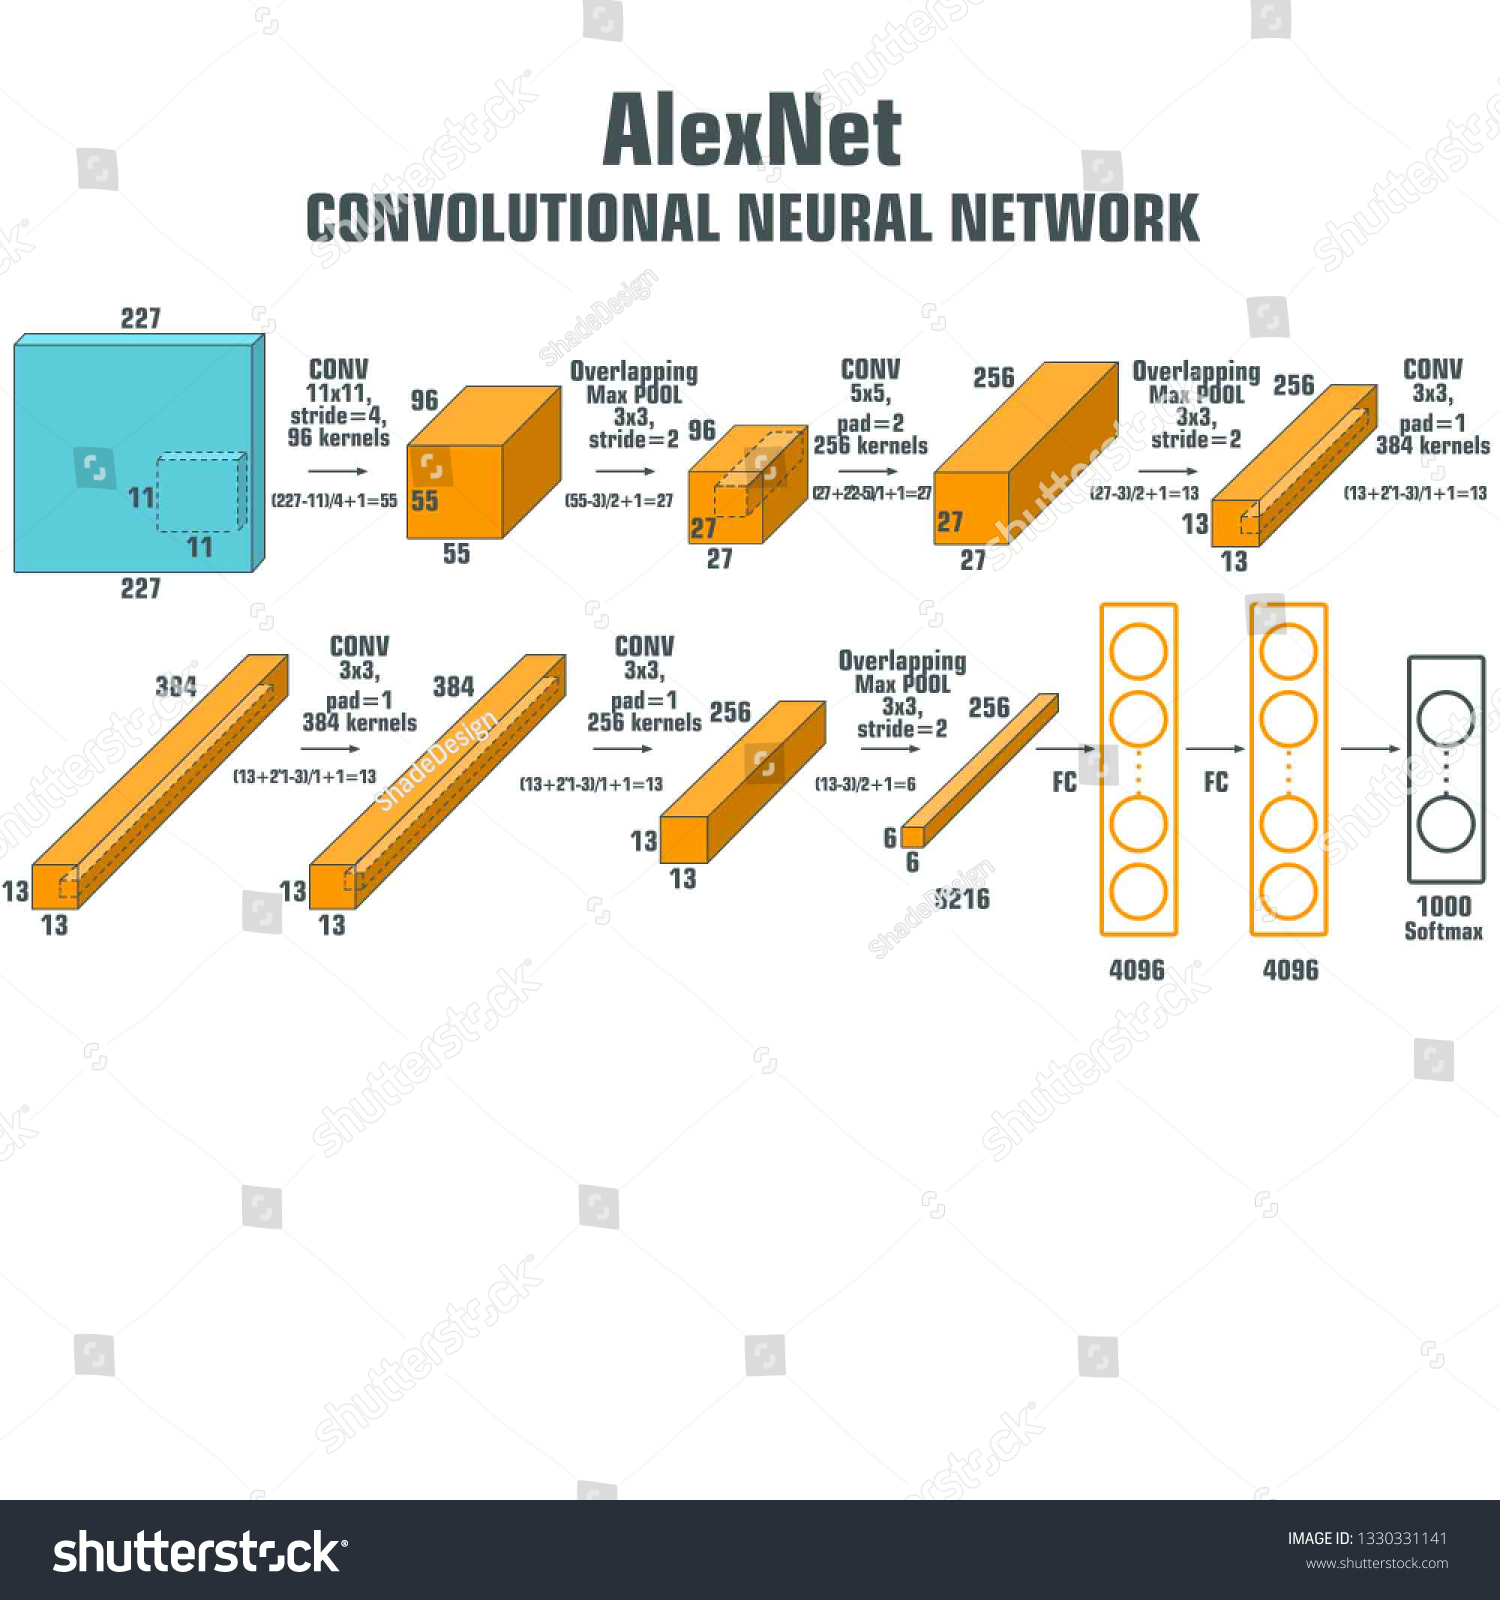 AlexNet
CONVOLUTIONAL NEURAL NETWORK
227
11
11
227
CONV
11x11,
stride=4,
96 kernels
(227-11)/4+1=55
96
55
55
Overlapping
Max POOL
3x3,
stride=2
(55-3)/2+1=27
96
27
27
CONV
5x5,
pad=2
256 kernels
(27+2*2-5)/1+1=27
256
27
27
Overlapping
Max POOL
3x3,
stride=2
(27-3)/2+1=13
256
13
13
CONV
3x3,
pad=1
384 kernels
(13+2*1-3)/1+1=13
384
13
13
CONV
3x3,
pad=1
384 kernels
(13+2*1-3)/1+1=13
384
13
13
CONV
3x3,
pad=1
256 kernels
(13+2*1-3)/1+1=13
256
13
13
Overlapping
Max POOL
3x3,
stride=2
(13-3)/2+1=6
256
6
6
9216
FC
4096
FC
4096
1000
Softmax
shutterstock
ShadeDesign
shutterstock
IMAGE ID: 1330331141
www.shutterstock.com